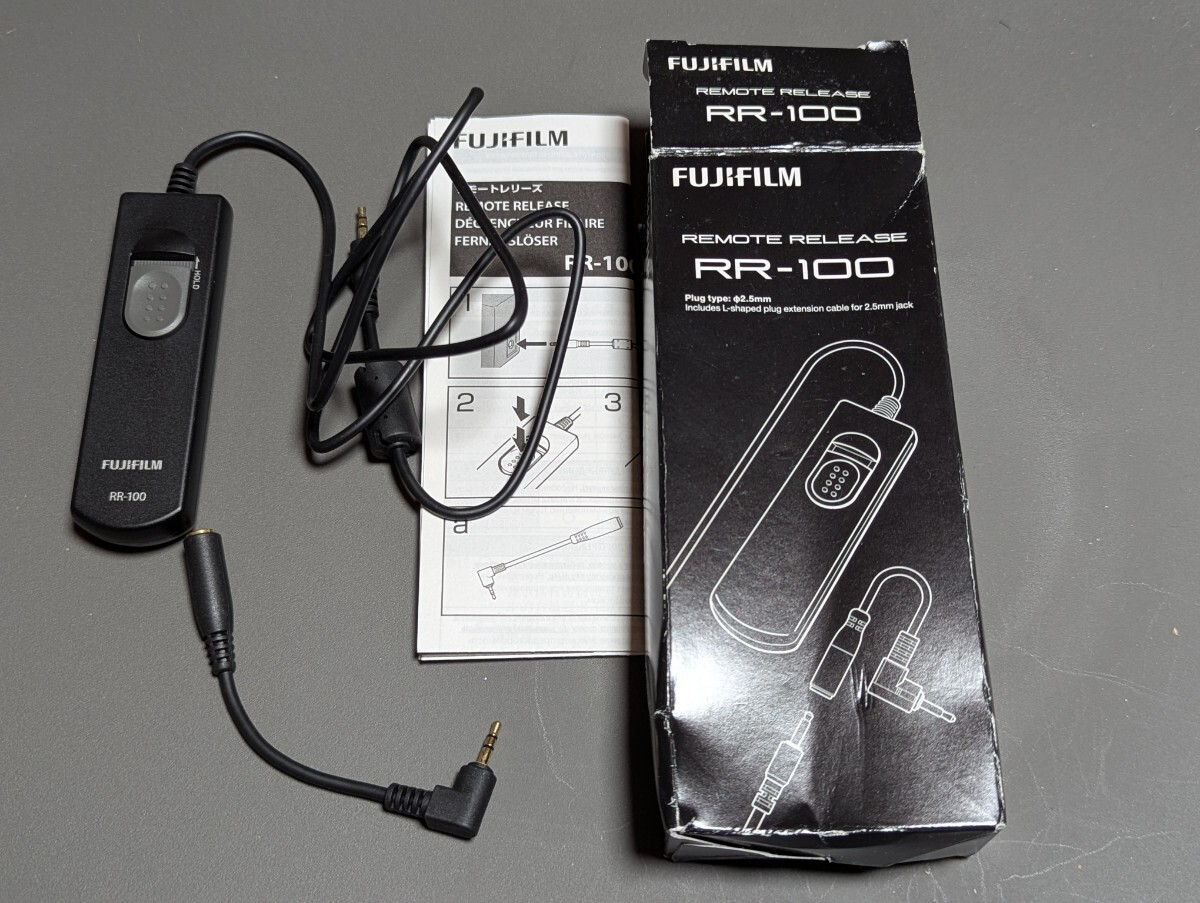 HOLD
FUJIFILM
RR-100
FUJIFILM
モートレリーズ
REMOTE RELEASE
FILAIRE
RR-10
1
2
3
a
FUJIFILM
REMOTE RELEASE
RR-100
FUJIFILM
REMOTE RELEASE
RR-100
Plug type: φ2.5mm
Includes L-shaped plug extension cable for 2.5mm jack